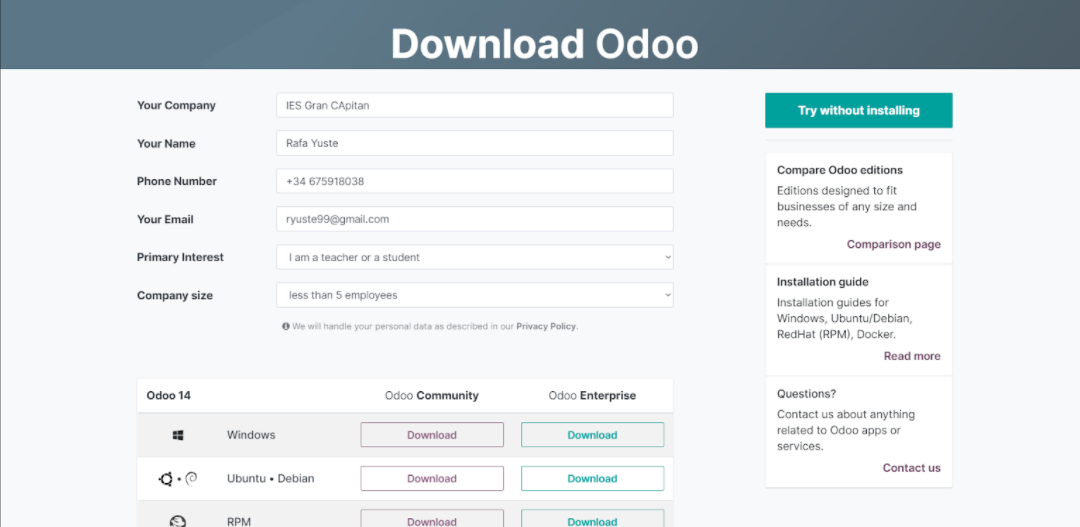 Download Odoo
Your Company IES Gran CApitan
Your Name Rafa Yuste
Phone Number +34 675918038
Your Email ryuste99@gmail.com
Primary Interest I am a teacher or a student
Company size less than 5 employees
We will handle your personal data as described in our Privacy Policy.
Odoo 14 Odoo Community Odoo Enterprise
Windows Download Download
Ubuntu • Debian Download Download
RPM Download Download
Try without installing
Compare Odoo editions
Editions designed to fit
businesses of any size and
needs.
Comparison page
Installation guide
Installation guides for
Windows, Ubuntu/Debian,
RedHat (RPM), Docker.
Read more
Questions?
Contact us about anything
related to Odoo apps or
services.
Contact us